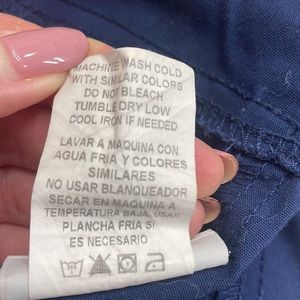 MACHINE WASH COLD
WITH SIMILAR COLORS
DO NOT BLEACH
TUMBLE DRY LOW
COOL IRON IF NEEDED
LAVAR A MAQUINA CON
AGUA FRIA Y COLORES
SIMILARES
NO USAR BLANQUEADOR
SECAR EN MAQUINA A
TEMPERATURA BAJA, USAR
PLANCHA FRIA SI
ES NECESARIO